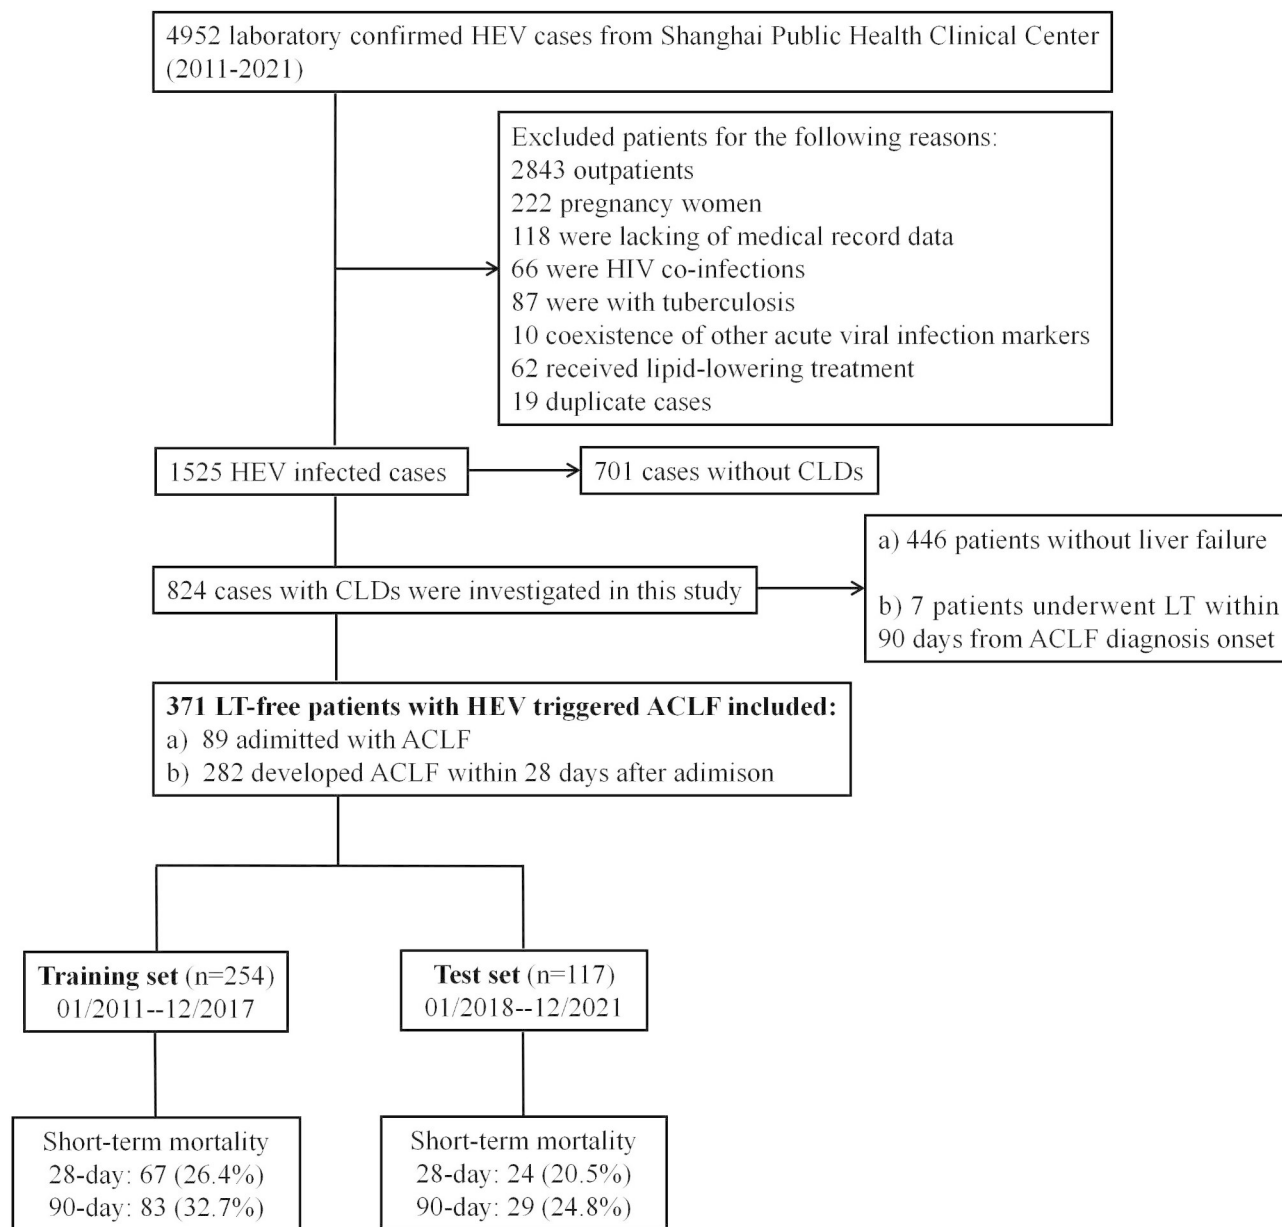 4952 laboratory confirmed HEV cases from Shanghai Public Health Clinical Center
(2011-2021)
Excluded patients for the following reasons:
2843 outpatients
222 pregnancy women
118 were lacking of medical record data
66 were HIV co-infections
87 were with tuberculosis
10 coexistence of other acute viral infection markers
62 received lipid-lowering treatment
19 duplicate cases
1525 HEV infected cases
701 cases without CLDs
824 cases with CLDs were investigated in this study
a) 446 patients without liver failure
b) 7 patients underwent LT within
90 days from ACLF diagnosis onset
371 LT-free patients with HEV triggered ACLF included:
a) 89 adimitted with ACLF
b) 282 developed ACLF within 28 days after adimison
Training set (n=254)
01/2011--12/2017
Test set (n=117)
01/2018--12/2021
Short-term mortality
28-day: 67 (26.4%)
90-day: 83 (32.7%)
Short-term mortality
28-day: 24 (20.5%)
90-day: 29 (24.8%)